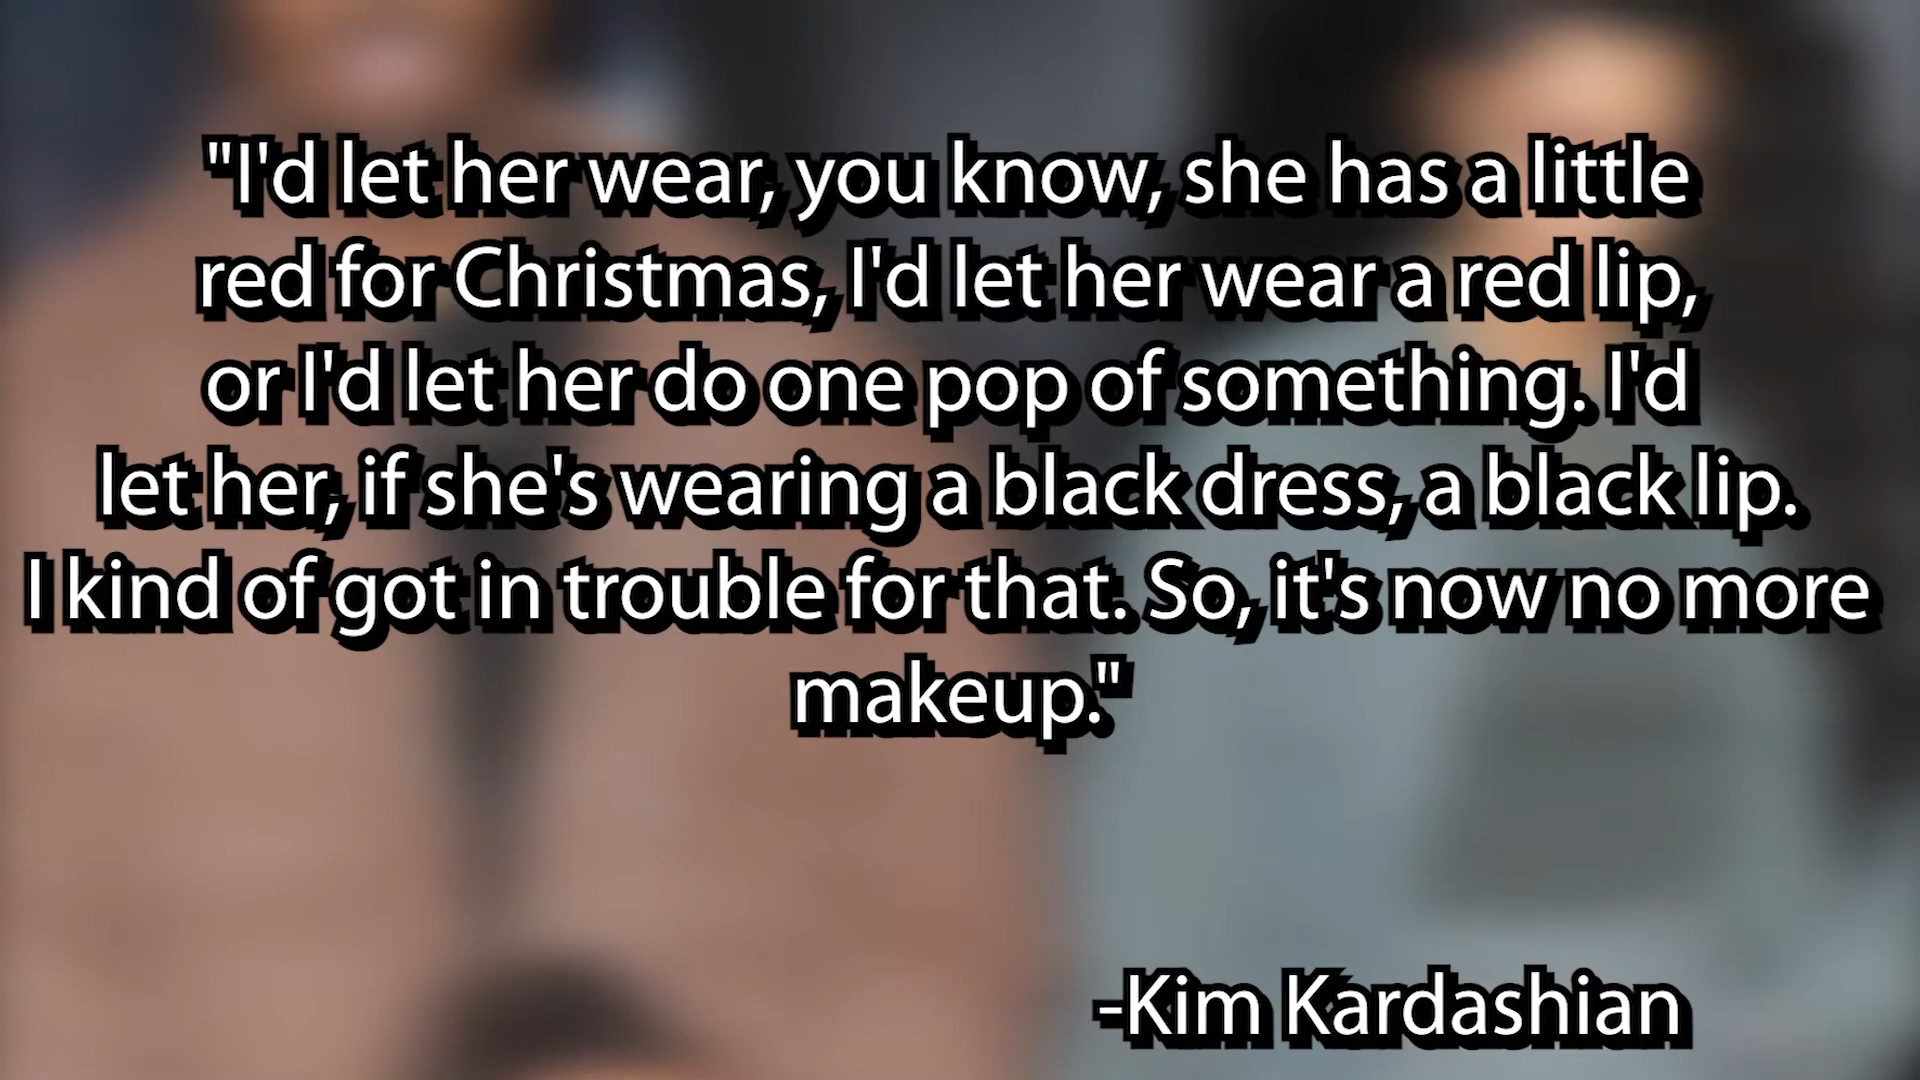 "I'd let her wear, you know, she has a little
red for Christmas, I'd let her wear a red lip,
or I'd let her do one pop of something. I'd
let her, if she's wearing a black dress, a black lip.
I kind of got in trouble for that. So, it's now no more
makeup."
-Kim Kardashian